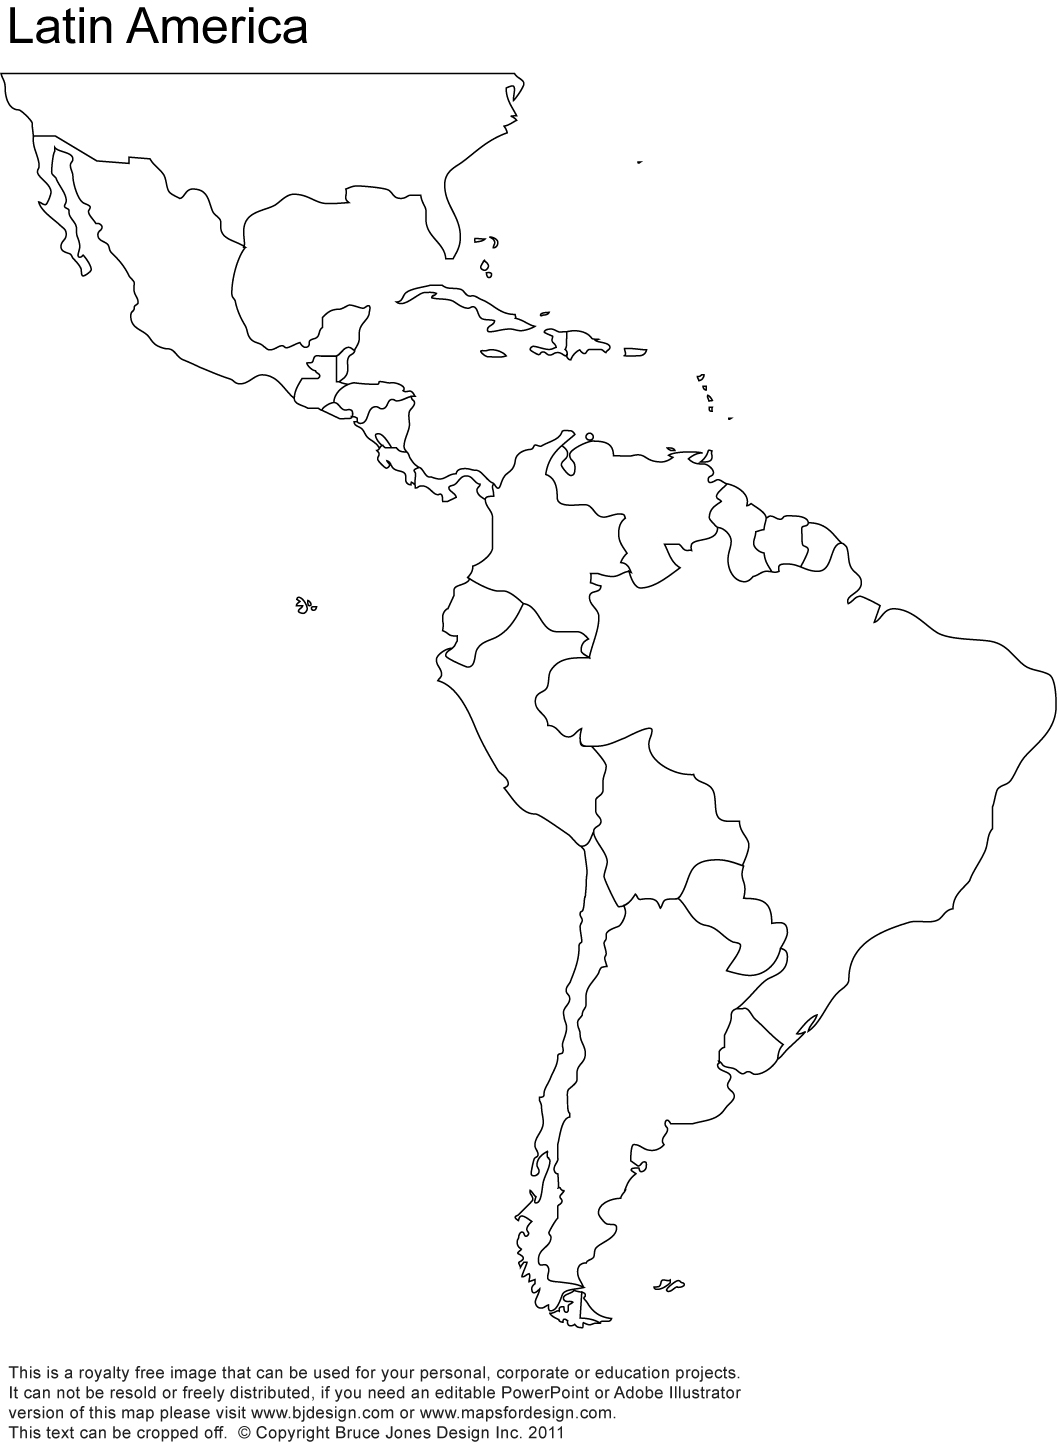 Latin America
This is a royalty free image that can be used for your personal, corporate or education projects.
It can not be resold or freely distributed, if you need an editable PowerPoint or Adobe Illustrator
version of this map please visit www.bjdesign.com or www.mapsfordesign.com.
This text can be cropped off.  © Copyright Bruce Jones Design Inc. 2011